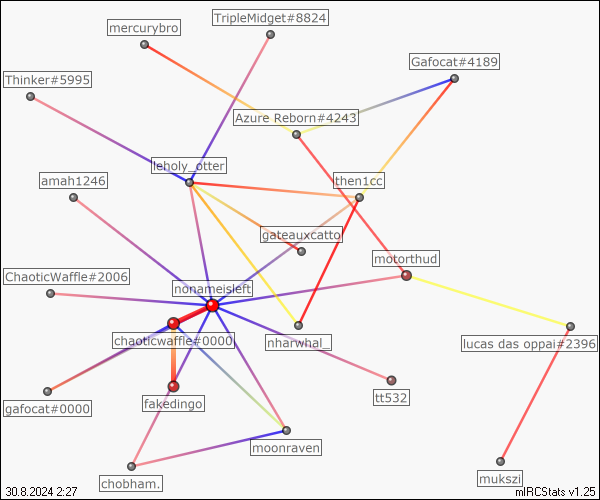 TripleMidget#8824
mercurybro
Gafocat#4189
Thinker#5995
Azure Reborn#4243
leholy_otter
amah1246
then1cc
gateauxcatto
motorthud
ChaoticWaffle#2006
nonameisleft
chaoticwaffle#0000
nharwhal_
lucas das oppai#2396
tt532
gafocat#0000
fakedingo
moonraven
chobham.
mukszi
30.8.2024 2:27
mIRCStats v1.25